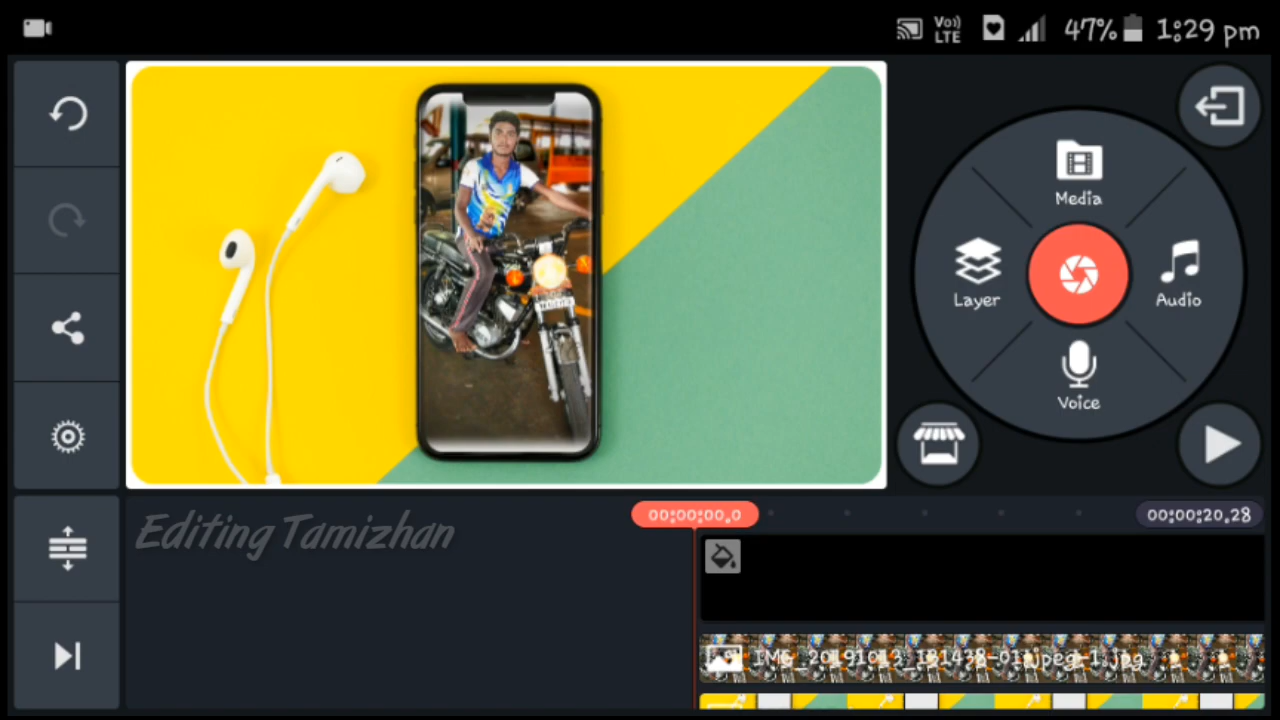 Vo))
LTE
47%
1:29 pm
Media
Layer
Audio
Voice
Editing Tamizhan
00:00:00.0
00:00:20.28
IMG_20191013_131438-01.jpeg-1.jpg